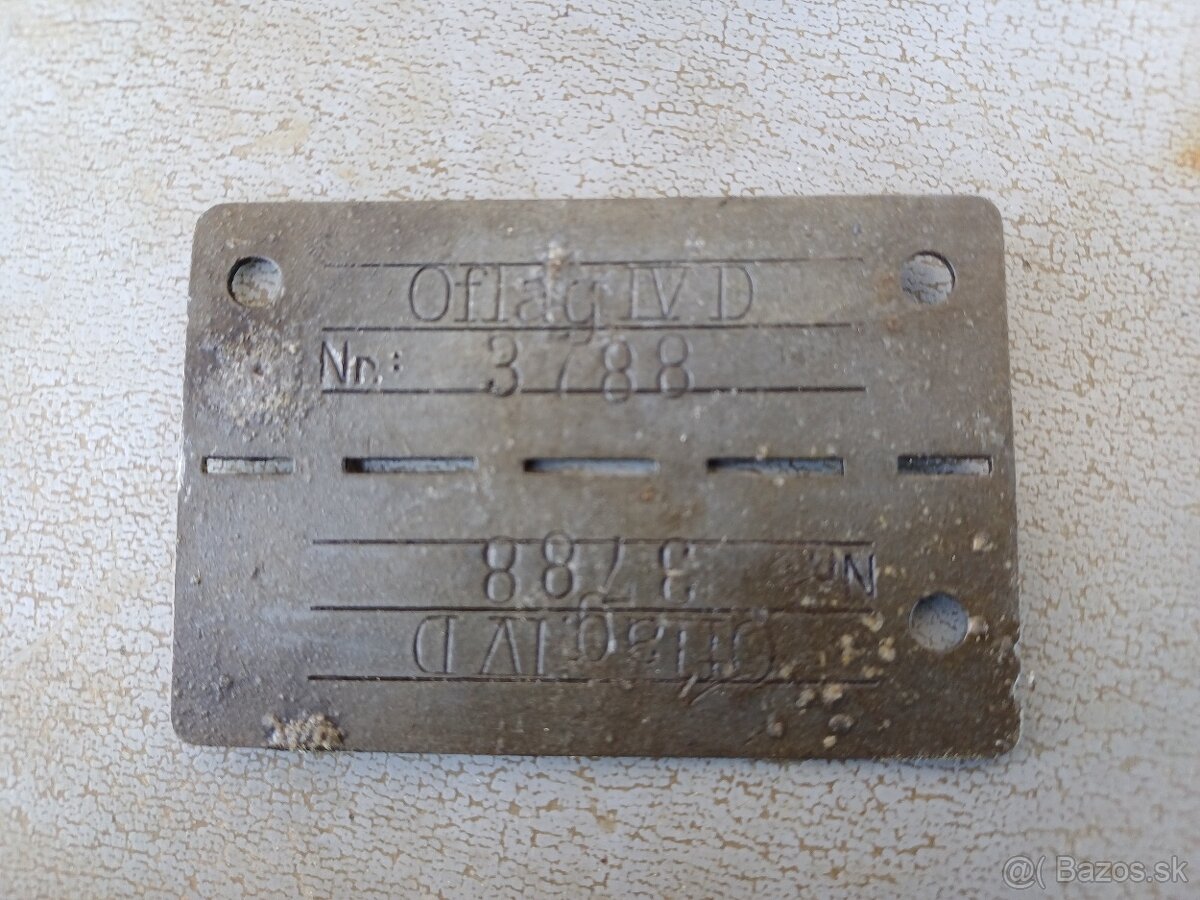 Oflag IV D
Nr.: 3788
Nr.: 3788
Oflag IV D
@( Bazos.sk